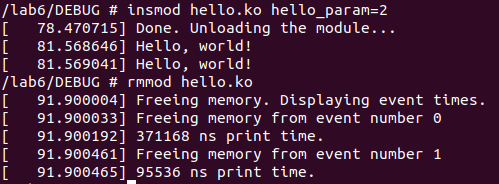 /lab6/DEBUG # insmod hello.ko hello_param=2
[   78.470715] Done. Unloading the module...
[   81.568646] Hello, world!
[   81.569041] Hello, world!
/lab6/DEBUG # rmmod hello.ko
[   91.900004] Freeing memory. Displaying event times.
[   91.900033] Freeing memory from event number 0
[   91.900192] 371168 ns print time.
[   91.900461] Freeing memory from event number 1
[   91.900465] 95536 ns print time.